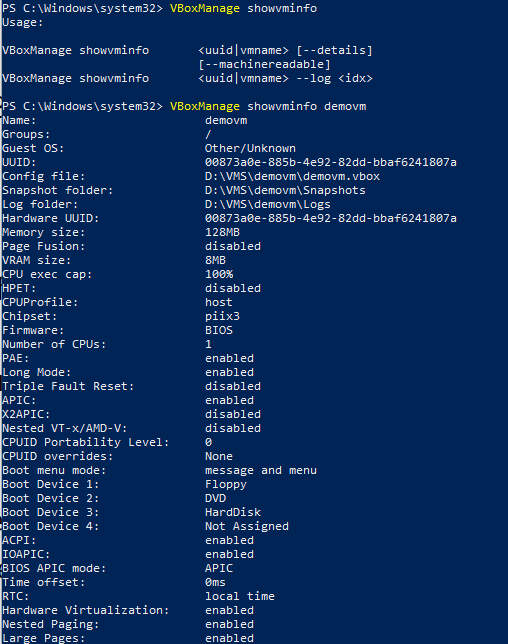 PS C:\Windows\system32> VBoxManage showvminfo
Usage:
VBoxManage showvminfo <uuid|vmname> [--details]
[--machinereadable]
VBoxManage showvminfo <uuid|vmname> --log <idx>
PS C:\Windows\system32> VBoxManage showvminfo demovm
Name: demovm
Groups: /
Guest OS: Other/Unknown
UUID: 00873a0e-885b-4e92-82dd-bbaf6241807a
Config file: D:\VMS\demovm\demovm.vbox
Snapshot folder: D:\VMS\demovm\Snapshots
Log folder: D:\VMS\demovm\Logs
Hardware UUID: 00873a0e-885b-4e92-82dd-bbaf6241807a
Memory size: 128MB
Page Fusion: disabled
VRAM size: 8MB
CPU exec cap: 100%
HPET: disabled
CPUProfile: host
Chipset: piix3
Firmware: BIOS
Number of CPUs: 1
PAE: enabled
Long Mode: enabled
Triple Fault Reset: disabled
APIC: enabled
X2APIC: disabled
Nested VT-x/AMD-V: disabled
CPUID Portability Level: 0
CPUID overrides: None
Boot menu mode: message and menu
Boot Device 1: Floppy
Boot Device 2: DVD
Boot Device 3: HardDisk
Boot Device 4: Not Assigned
ACPI: enabled
IOAPIC: enabled
BIOS APIC mode: APIC
Time offset: 0ms
RTC: local time
Hardware Virtualization: enabled
Nested Paging: enabled
Large Pages: enabled